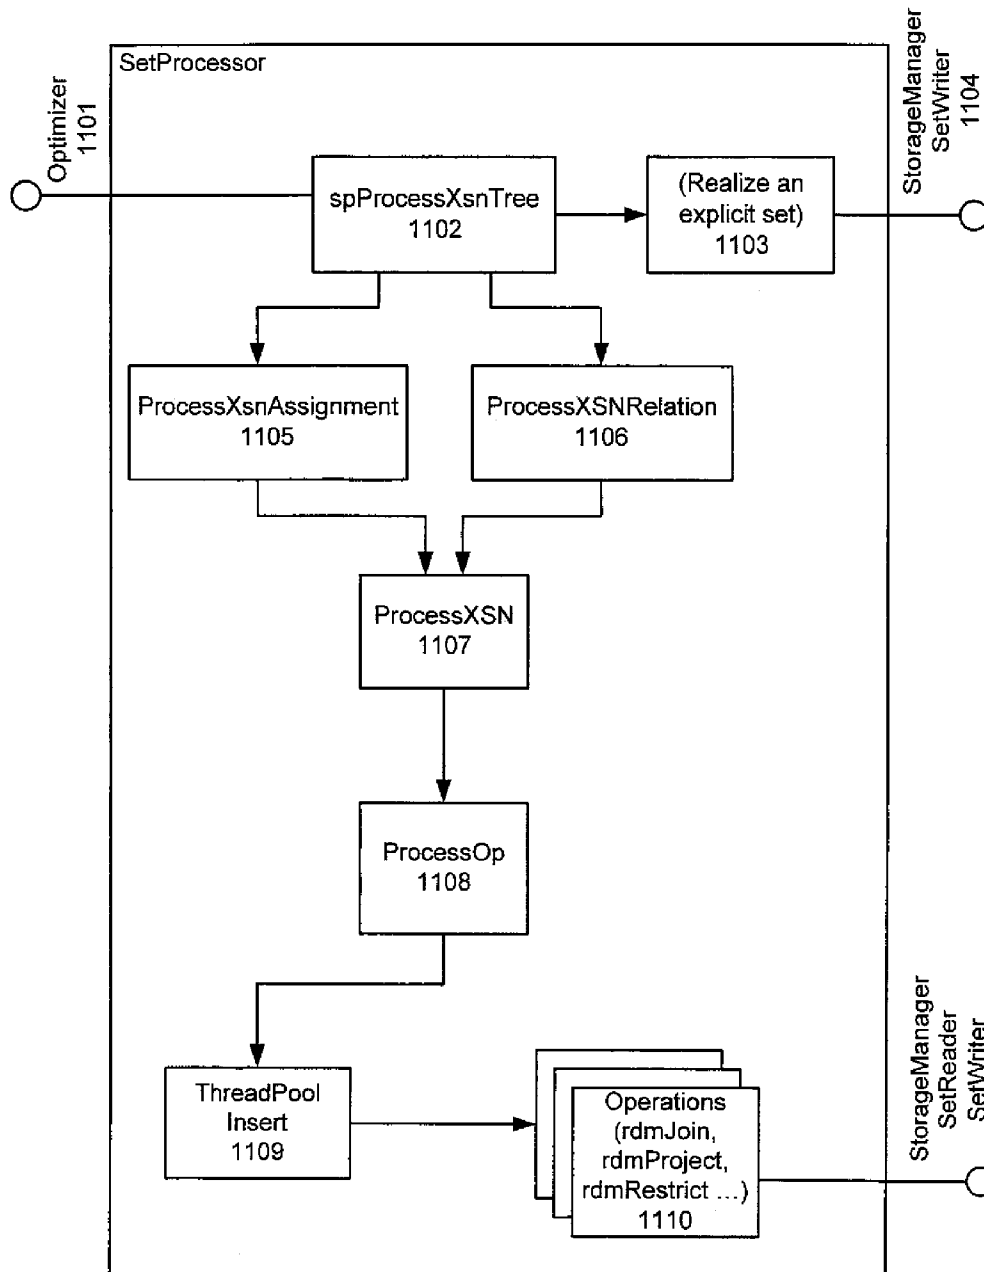 SetProcessor
Optimizer
1101
StorageManager
SetWriter
1104
spProcessXsnTree
1102
(Realize an
explicit set)
1103
ProcessXsnAssignment
1105
ProcessXSNRelation
1106
ProcessXSN
1107
ProcessOp
1108
ThreadPool
Insert
1109
Operations
(rdmJoin,
rdmProject,
rdmRestrict ...)
1110
StorageManager
SetReader
SetWriter